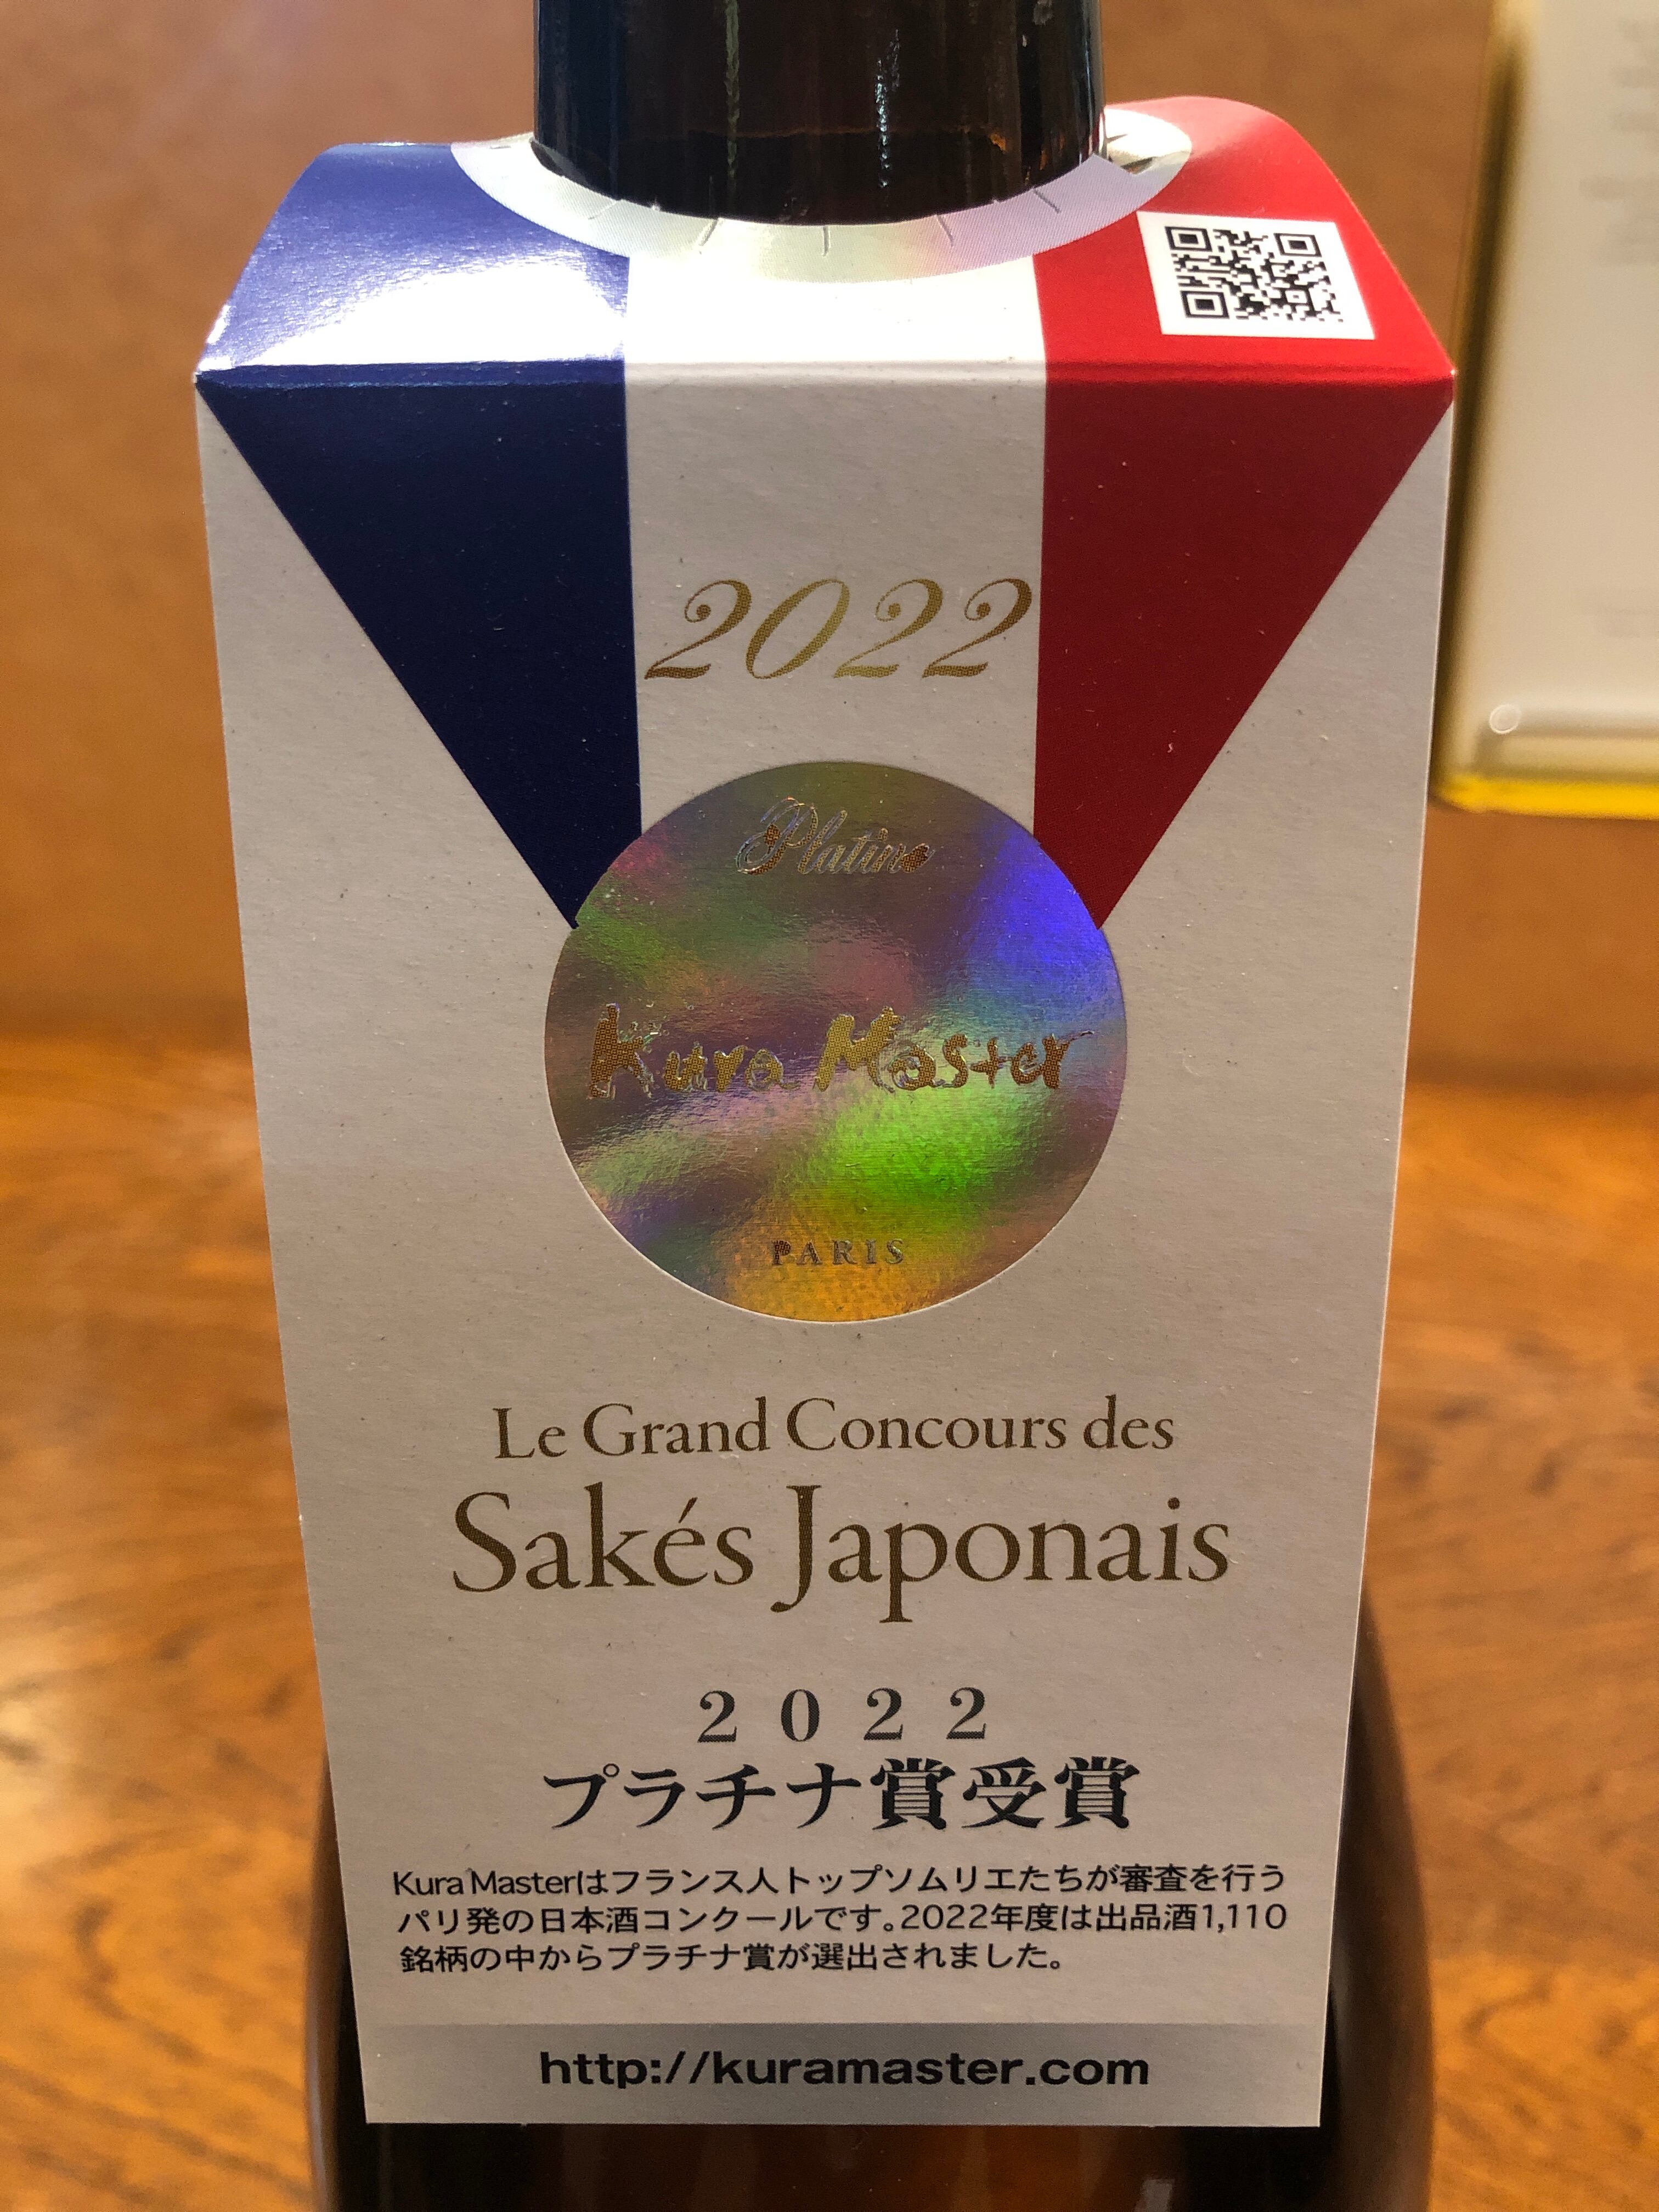 2022
Platine
Kura Master
PARIS
Le Grand Concours des
Sakés Japonais
2022
プラチナ賞受賞
Kura Masterはフランス人トップソムリエたちが審査を行う
パリ発の日本酒コンクールです。2022年度は出品酒1,110
銘柄の中からプラチナ賞が選出されました。
http://kuramaster.com